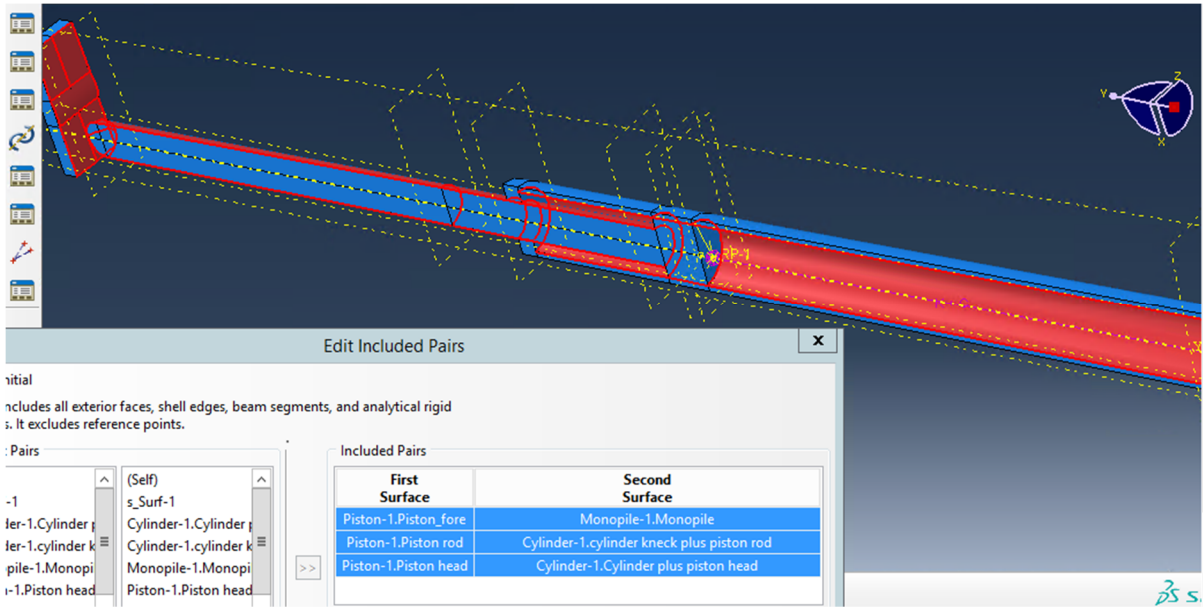 Z
Y
X
RP-1
Edit Included Pairs
x
nitial
ncludes all exterior faces, shell edges, beam segments, and analytical rigid
s. It excludes reference points.
Pairs
Included Pairs
(Self)
First
Surface
Second
Surface
-1
s_Surf-1
Piston-1.Piston_fore
Monopile-1.Monopile
der-1.Cylinder p
Cylinder-1.Cylinder p
Piston-1.Piston rod
Cylinder-1.cylinder kneck plus piston rod
der-1.cylinder k
Cylinder-1.cylinder k
Piston-1.Piston head
Cylinder-1.Cylinder plus piston head
pile-1.Monopi
Monopile-1.Monopi
>>
-1.Piston head
Piston-1.Piston head
S